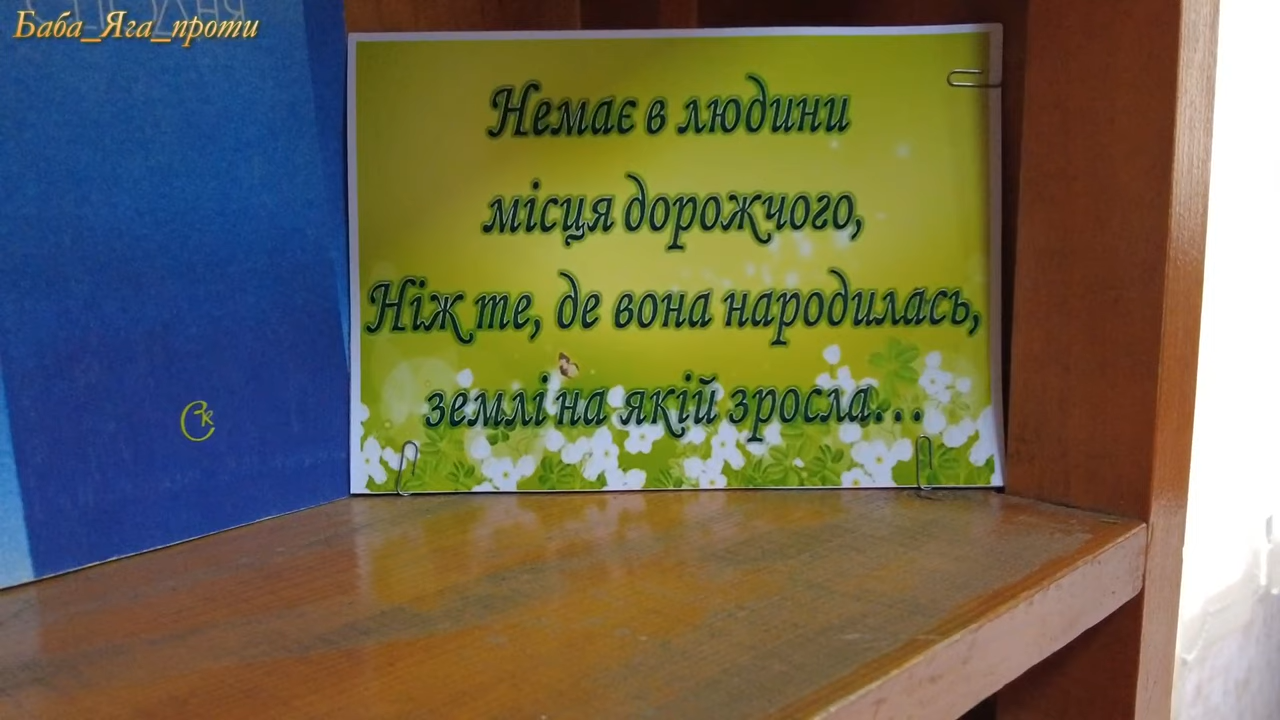 Баба_Яга_проти
Немає в людини
місця дорожчого,
Ніж те, де вона народилась,
землі на якій зросла...